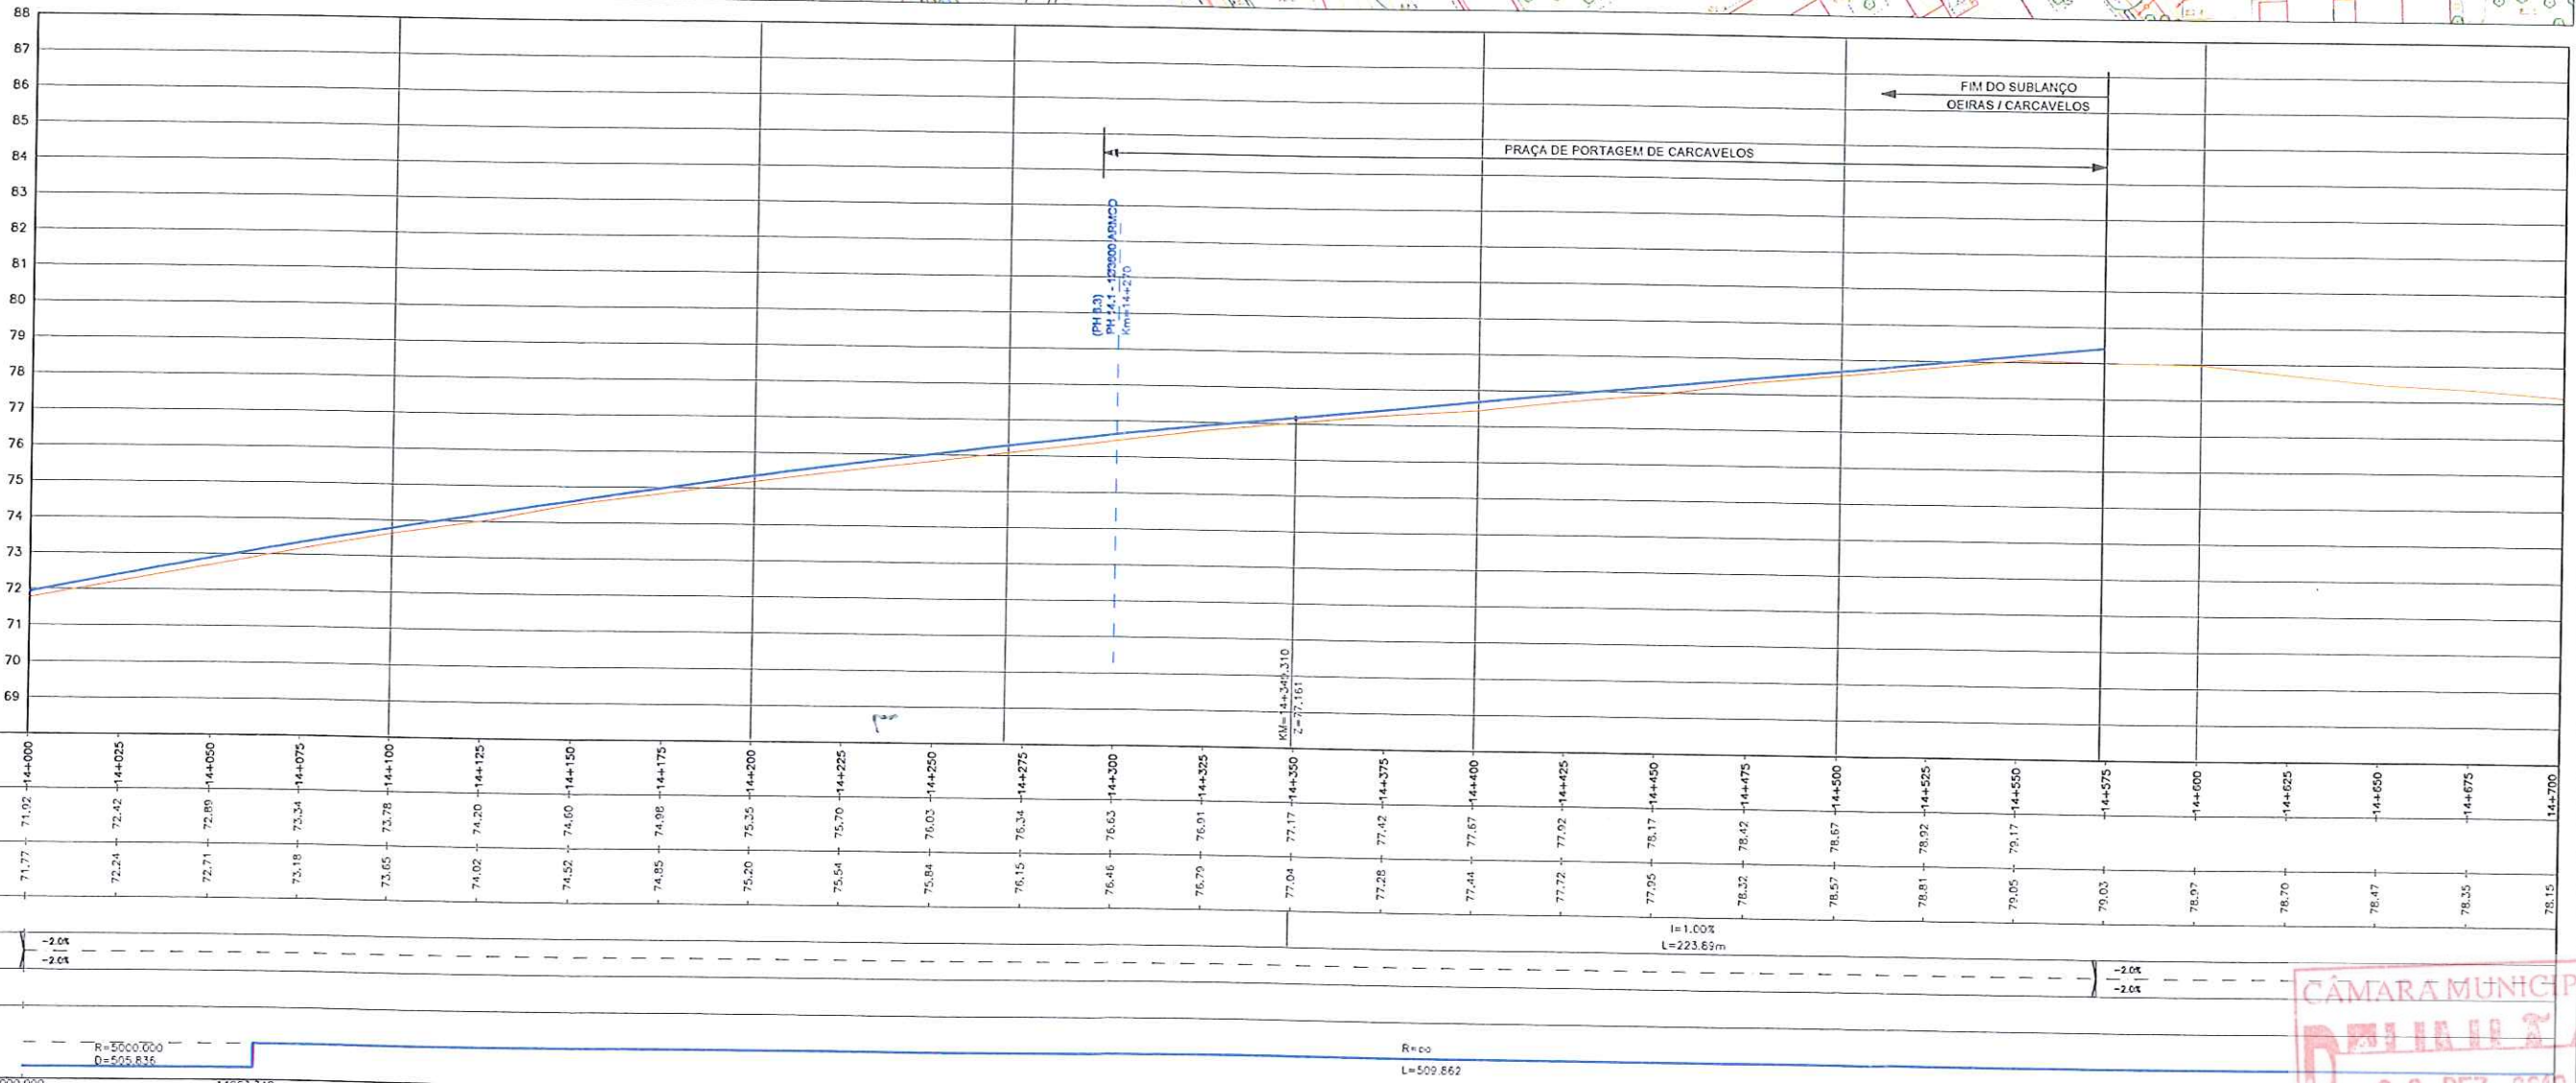 88
87
86
85
84
83
82
81
80
79
78
77
76
75
74
73
72
71
70
69
FIM DO SUBLANÇO
OEIRAS / CARCAVELOS
PRAÇA DE PORTAGEM DE CARCAVELOS
Km=14+270
Z=77.161
14+000 14+025 14+050 14+075 14+100 14+125 14+150 14+175 14+200 14+225 14+250 14+275 14+300 14+325 14+350 14+375 14+400 14+425 14+450 14+475 14+500 14+525 14+550 14+575 14+600 14+625 14+650 14+675 14+700
71.92 72.42 72.89 73.34 73.78 74.20 74.60 74.98 75.35 75.70 76.03 76.34 76.63 76.91 77.17 77.42 77.67 77.92 78.17 78.42 78.67 78.92 79.17
71.77 72.24 72.71 73.18 73.65 74.02 74.52 74.85 75.20 75.54 75.84 76.15 76.46 76.79 77.04 77.28 77.44 77.72 77.95 78.32 78.57 78.81 79.05 79.03 78.97 78.70 78.47 78.35 78.15
I=1.00%
L=223.69m
-2.0%
-2.0%
-2.0%
-2.0%
R=5000.000
D=505.836
R=∞
L=509.862
CÂMARA MUNICIP